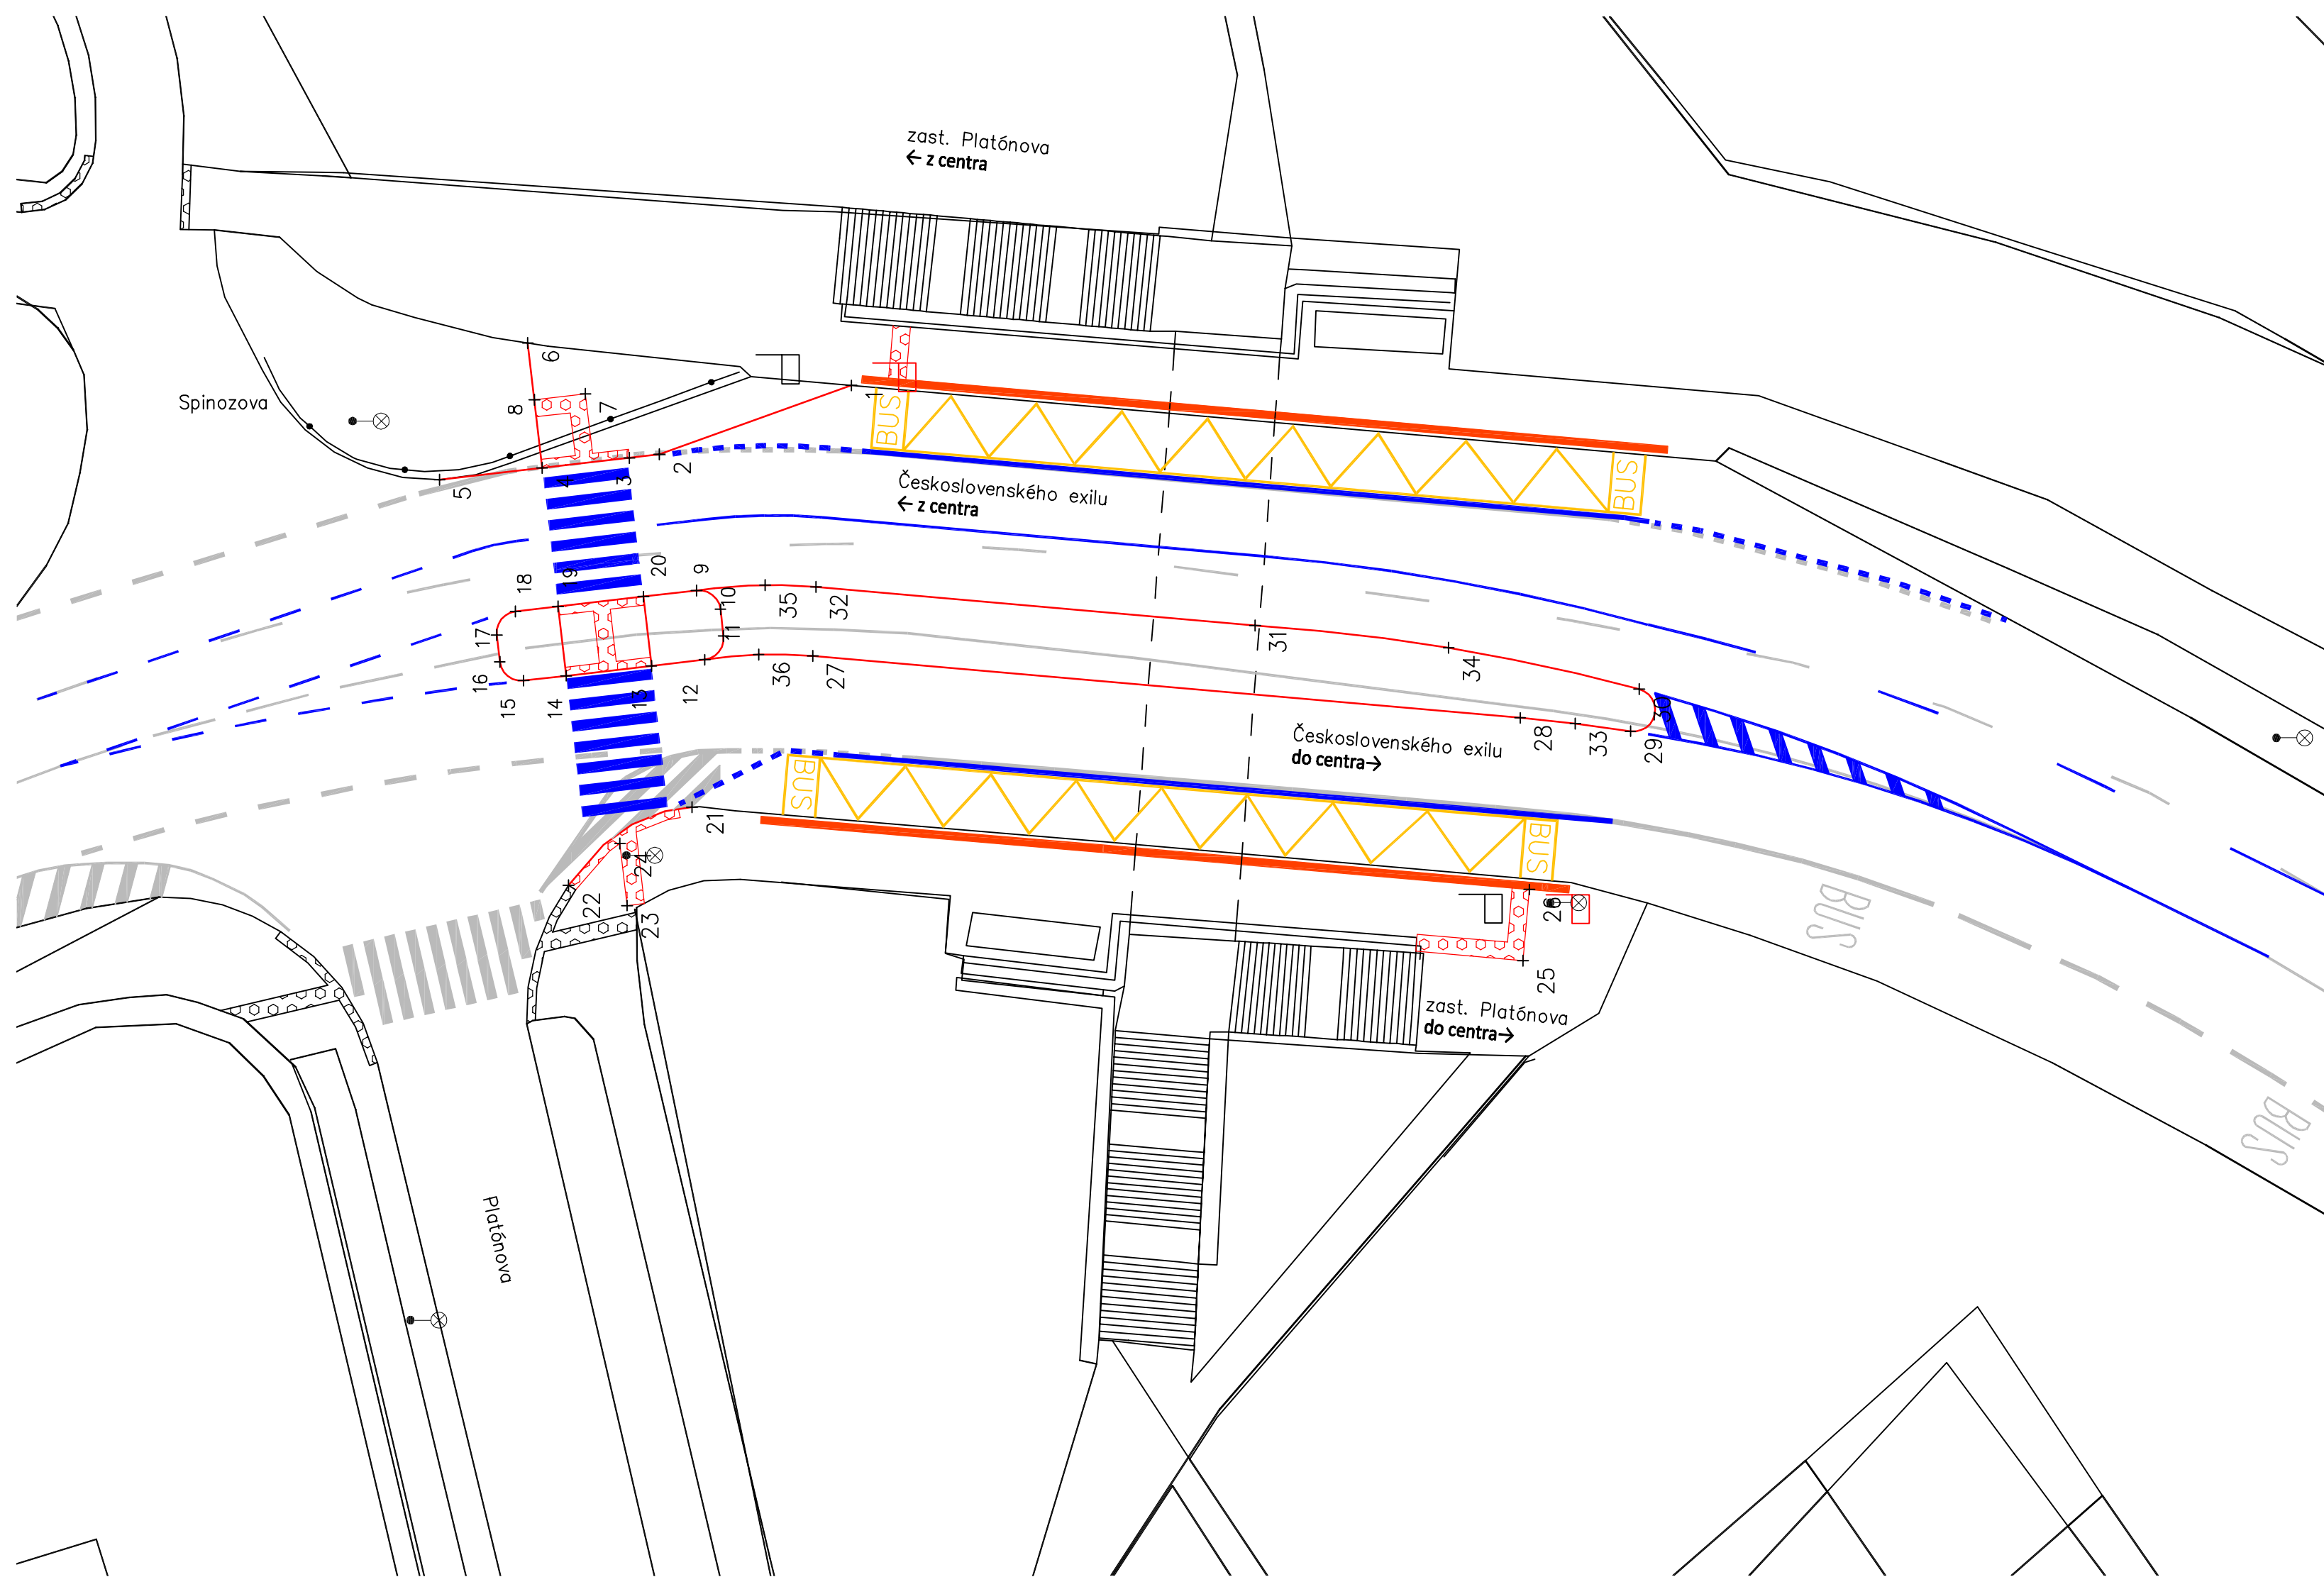 zast. Platónova
← z centra
6
Spinozova
8
7
1
BUS
2
5
4
3
BUS
Československého exilu
← z centra
18
19
20
9
10
35
32
17
11
31
34
16
15
14
13
12
36
27
30
28
33
29
Československého exilu
do centra→
BUS
21
BUS
24
22
23
26
BUS
25
zast. Platónova
do centra→
BUS
Platónova